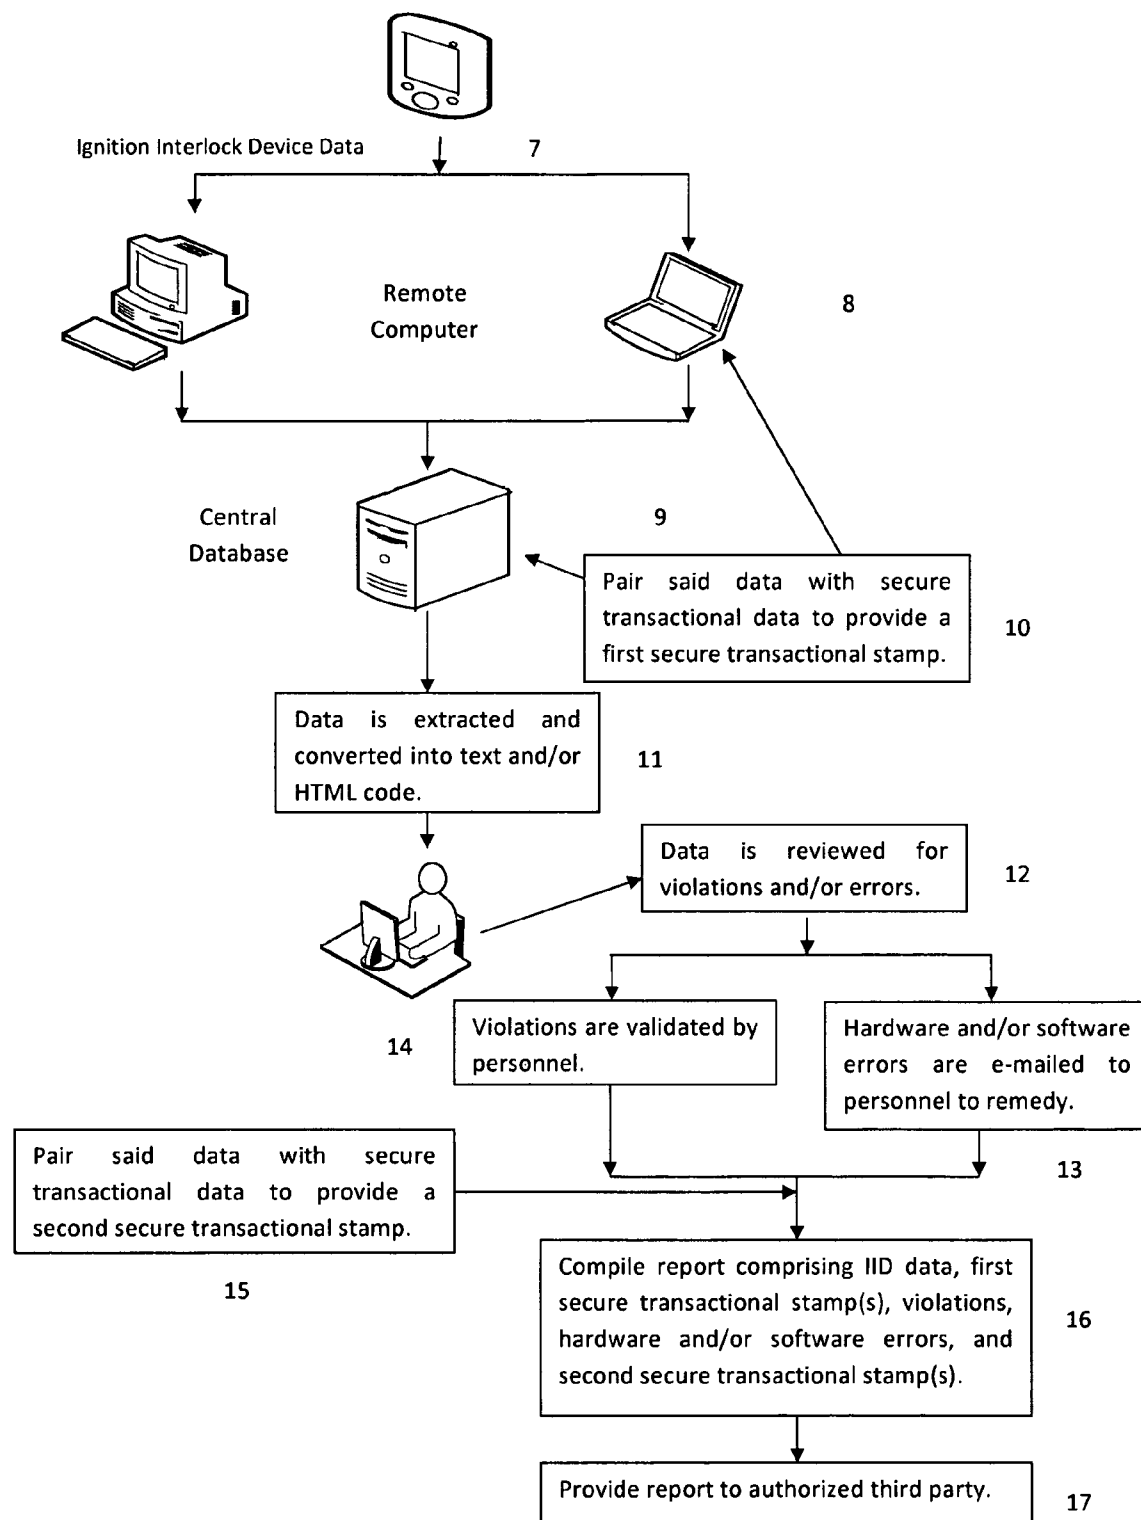 Ignition Interlock Device Data
7
Remote
Computer
8
Central
Database
9
Pair said data with secure
transactional data to provide a
first secure transactional stamp.
10
Data is extracted and
converted into text and/or
HTML code.
11
Data is reviewed for
violations and/or errors.
12
Violations are validated by
personnel.
14
Hardware and/or software
errors are e-mailed to
personnel to remedy.
13
Pair said data with secure
transactional data to provide a
second secure transactional stamp.
15
Compile report comprising IID data, first
secure transactional stamp(s), violations,
hardware and/or software errors, and
second secure transactional stamp(s).
16
Provide report to authorized third party.
17